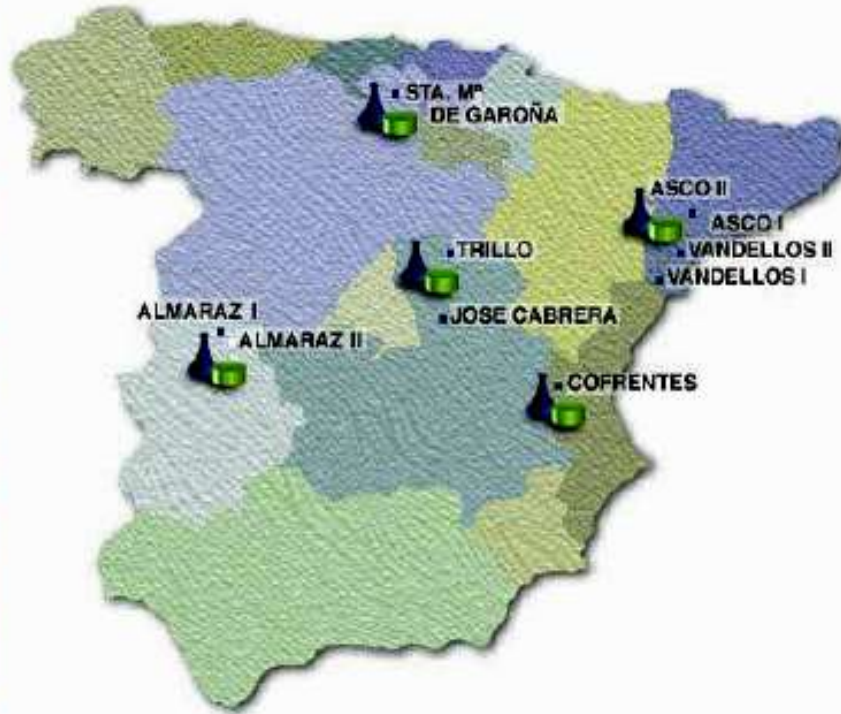 STA. Mª
DE GAROÑA
ASCO II
ASCO I
TRILLO
VANDELLOS II
VANDELLOS I
ALMARAZ I
JOSE CABRERA
ALMARAZ II
COFRENTES